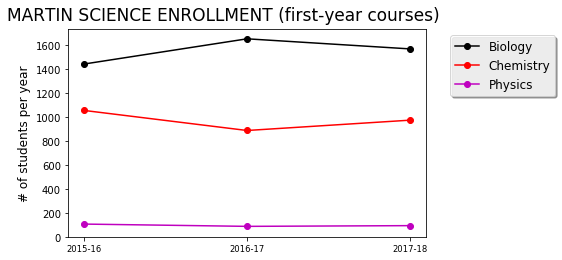 MARTIN SCIENCE ENROLLMENT (first-year courses)
# of students per year
1600
1400
1200
1000
800
600
400
200
0
2015-16
2016-17
2017-18
Biology
Chemistry
Physics